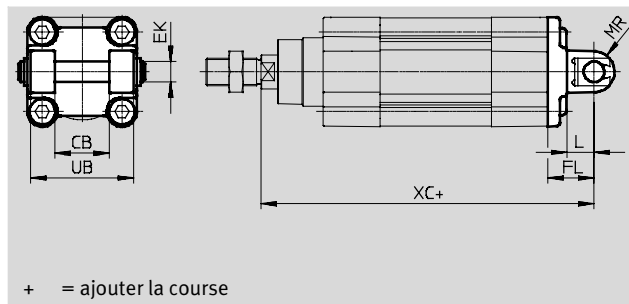 EK
MR
CB
UB
L
FL
XC+
+ = ajouter la course